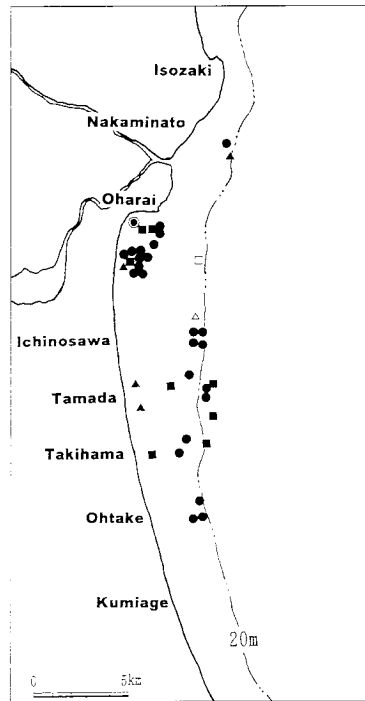 Isozaki
Nakaminato
Oharai
Ichinosawa
Tamada
Takihama
Ohtake
Kumiage
20m
0 5km